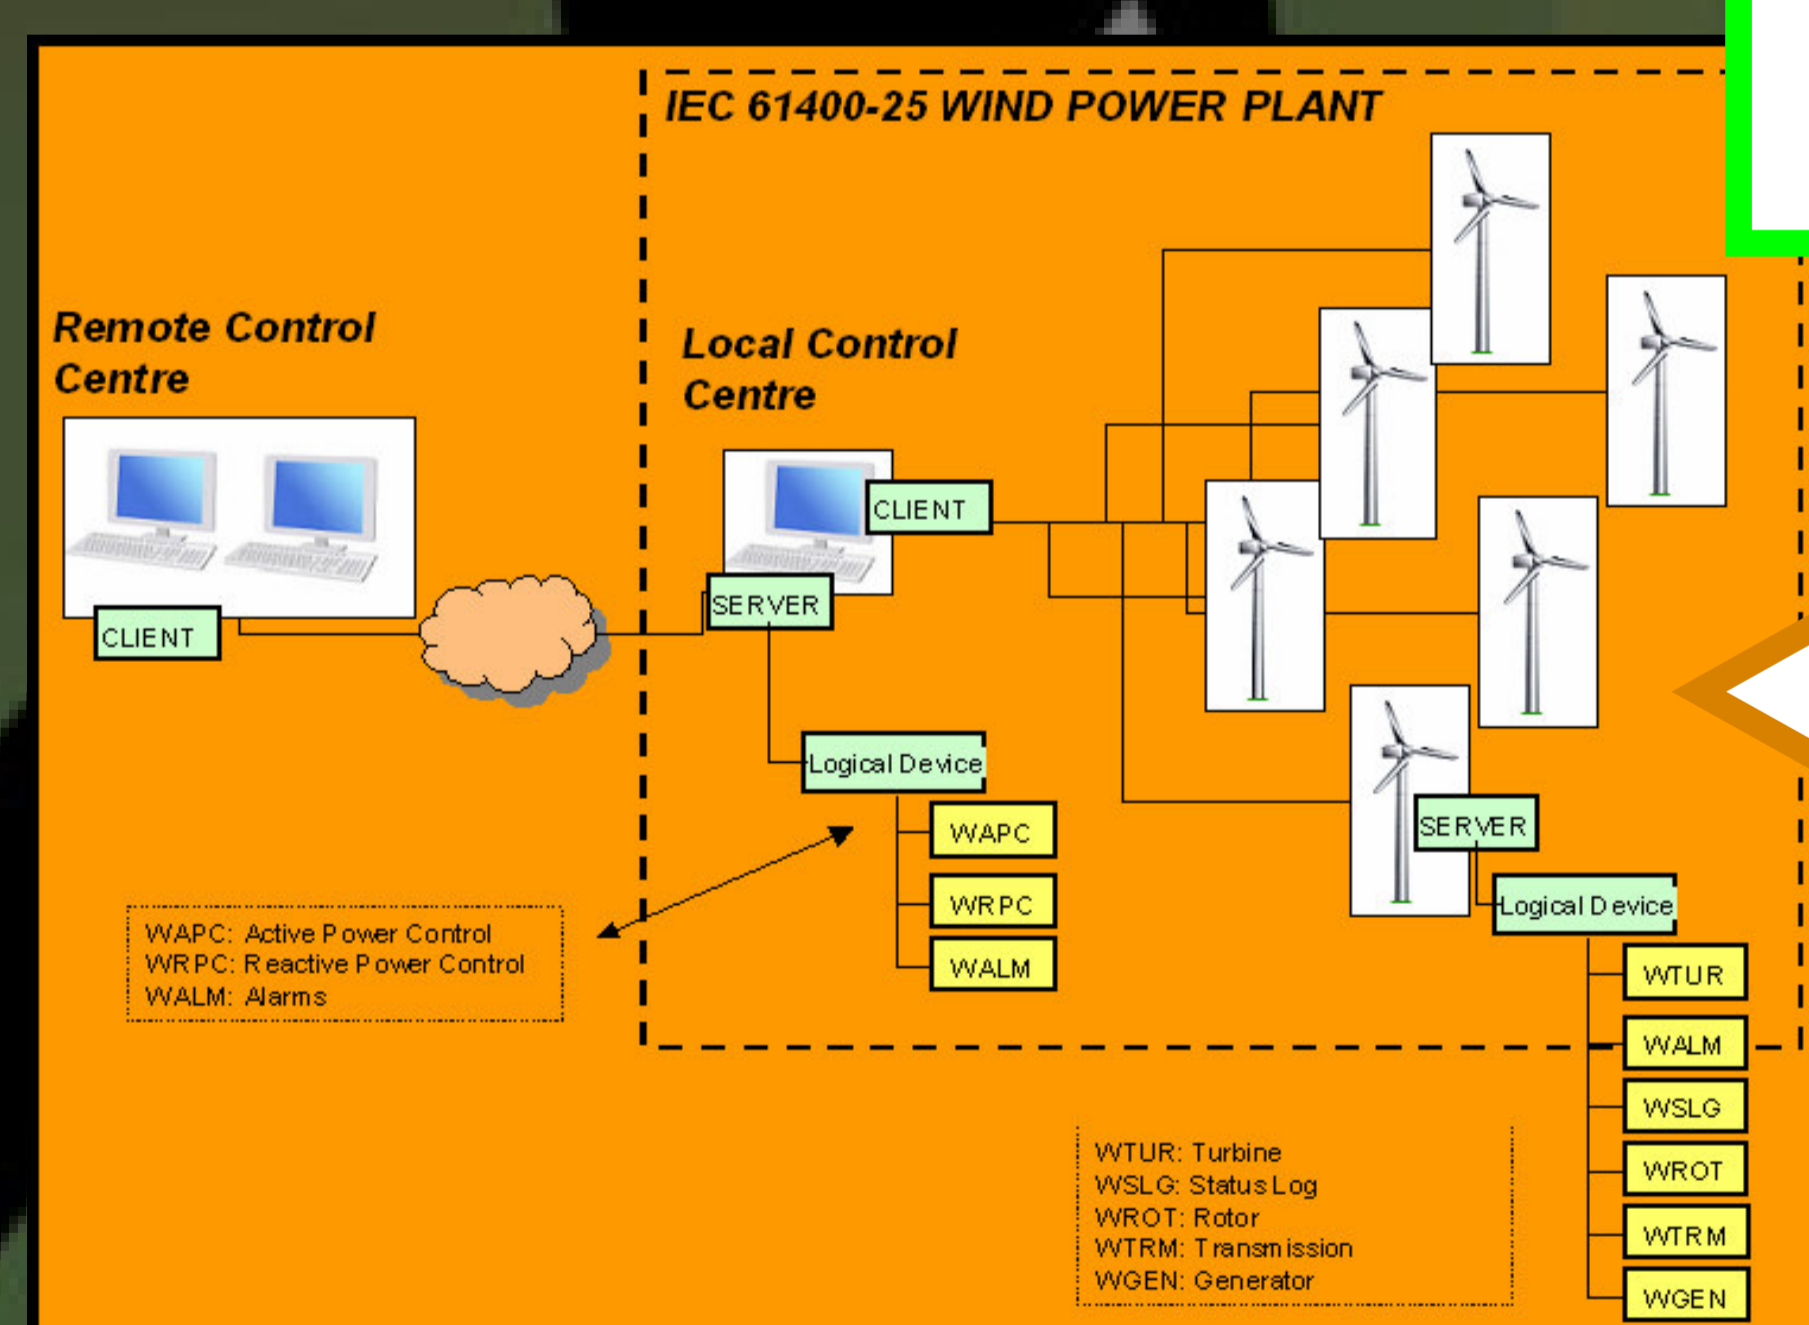 IEC 61400-25 WIND POWER PLANT
Remote Control
Centre
Local Control
Centre
CLIENT
CLIENT
SERVER
Logical Device
WAPC
WRPC
WALM
WAPC: Active Power Control
WRPC: Reactive Power Control
WALM: Alarms
SERVER
Logical Device
WTUR
WALM
WSLG
WROT
WTRM
WGEN
WTUR: Turbine
WSLG: Status Log
WROT: Rotor
WTRM: Transmission
WGEN: Generator